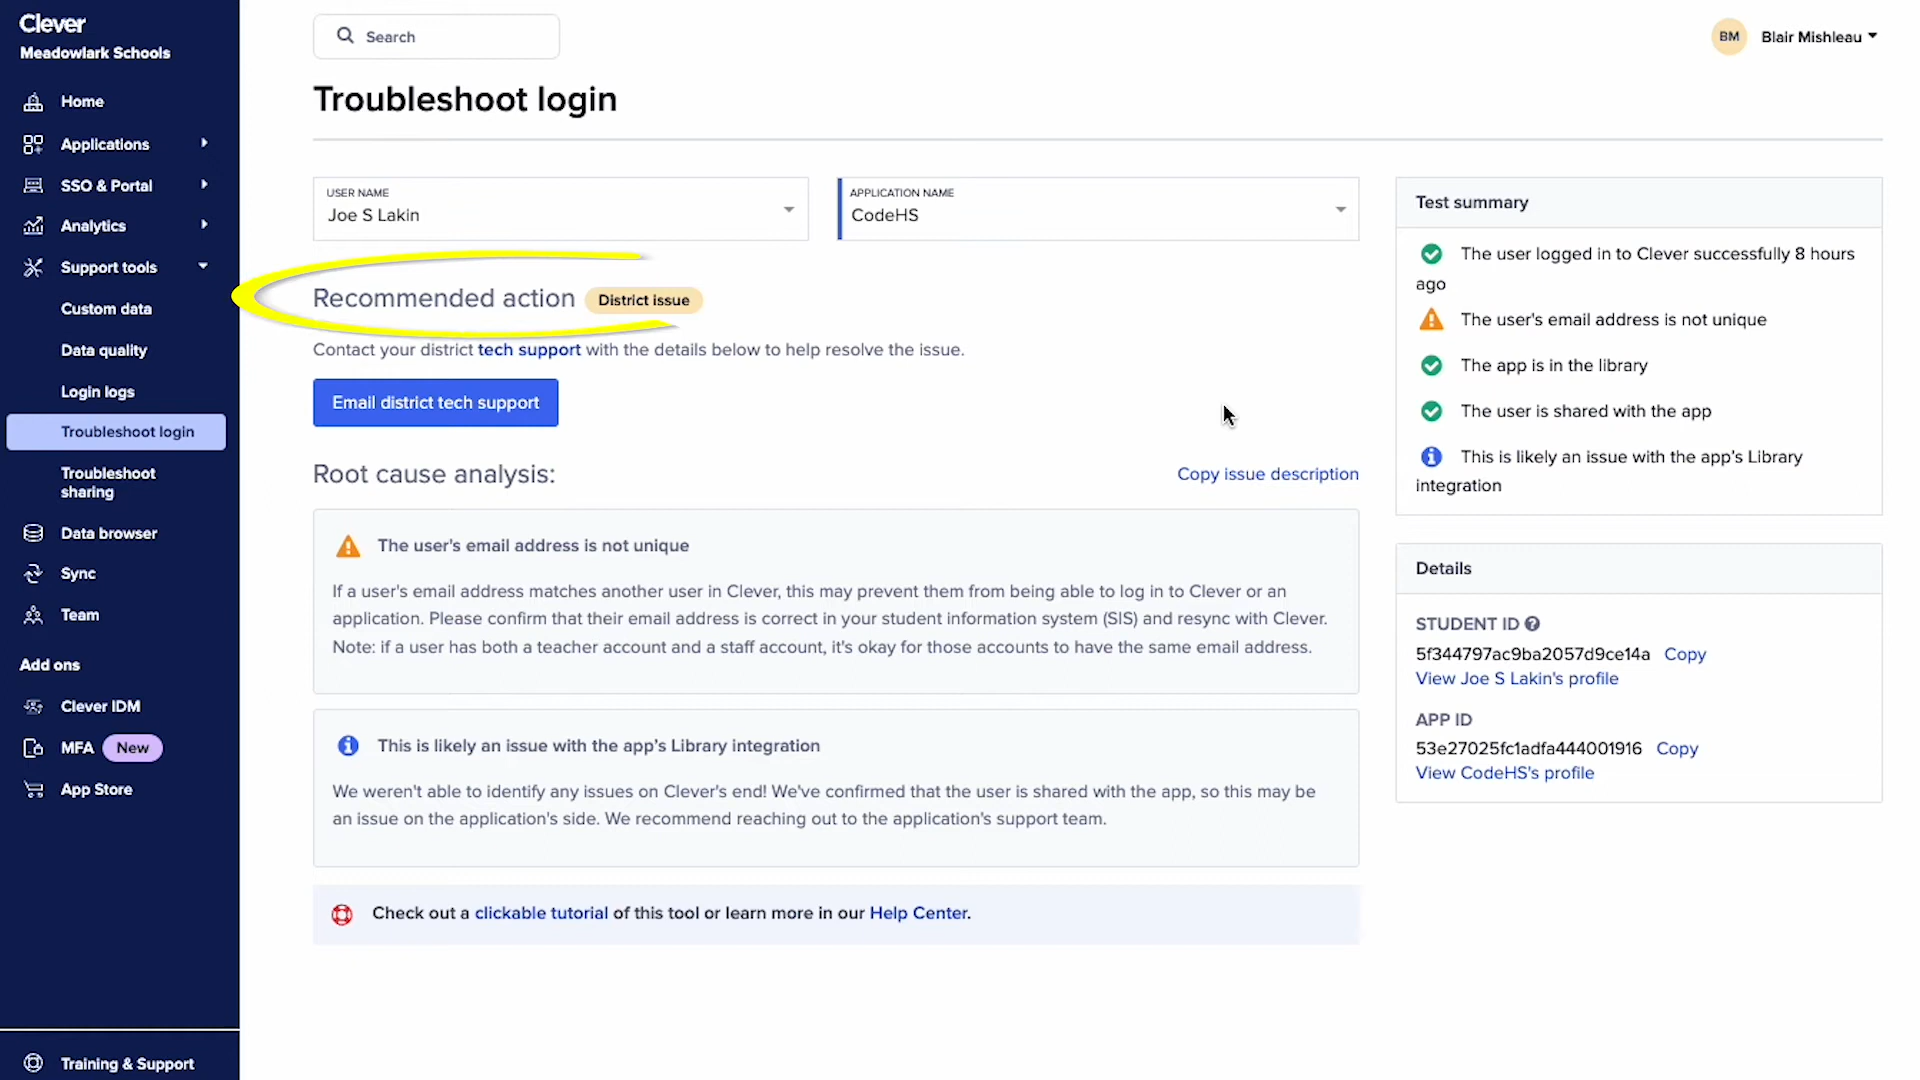 Clever
Meadowlark Schools
Home
Applications
SSO & Portal
Analytics
Support tools
Custom data
Data quality
Login logs
Troubleshoot login
Troubleshoot
sharing
Data browser
Sync
Team
Add ons
Clever IDM
MFA New
App Store
Training & Support
Search
BM Blair Mishleau
Troubleshoot login
USER NAME
Joe S Lakin
APPLICATION NAME
CodeHS
Recommended action District issue
Contact your district tech support with the details below to help resolve the issue.
Email district tech support
Root cause analysis:
Copy issue description
The user's email address is not unique
If a user's email address matches another user in Clever, this may prevent them from being able to log in to Clever or an
application. Please confirm that their email address is correct in your student information system (SIS) and resync with Clever.
Note: if a user has both a teacher account and a staff account, it's okay for those accounts to have the same email address.
This is likely an issue with the app's Library integration
We weren't able to identify any issues on Clever's end! We've confirmed that the user is shared with the app, so this may be
an issue on the application's side. We recommend reaching out to the application's support team.
Check out a clickable tutorial of this tool or learn more in our Help Center.
Test summary
The user logged in to Clever successfully 8 hours
ago
The user's email address is not unique
The app is in the library
The user is shared with the app
This is likely an issue with the app's Library
integration
Details
STUDENT ID
5f344797ac9ba2057d9ce14a Copy
View Joe S Lakin's profile
APP ID
53e27025fc1adfa444001916 Copy
View CodeHS's profile